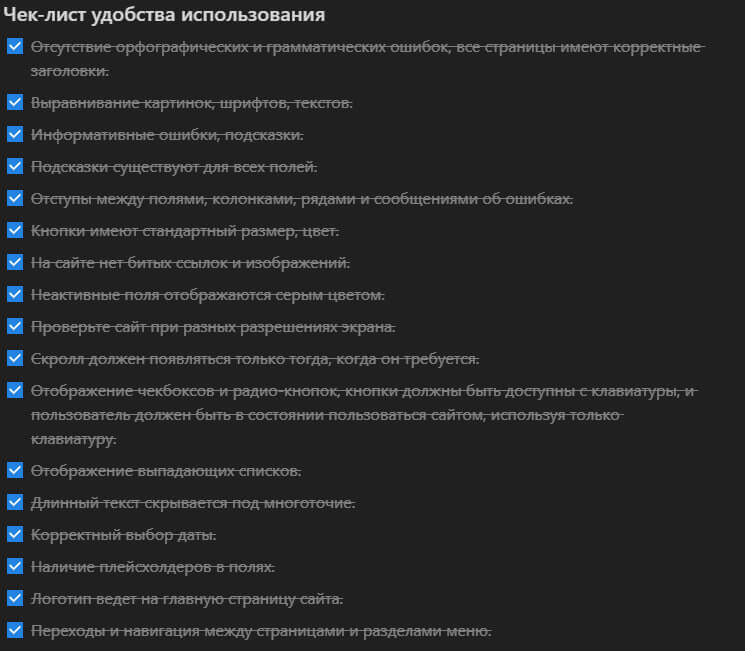 Чек-лист удобства использования
Отсутствие орфографических и грамматических ошибок, все страницы имеют корректные
заголовки.
Выравнивание картинок, шрифтов, текстов.
Информативные ошибки, подсказки.
Подсказки существуют для всех полей.
Отступы между полями, колонками, рядами и сообщениями об ошибках.
Кнопки имеют стандартный размер, цвет.
На сайте нет битых ссылок и изображений.
Неактивные поля отображаются серым цветом.
Проверьте сайт при разных разрешениях экрана.
Скролл должен появляться только тогда, когда он требуется.
Отображение чекбоксов и радио-кнопок, кнопки должны быть доступны с клавиатуры, и
пользователь должен быть в состоянии пользоваться сайтом, используя только
клавиатуру.
Отображение выпадающих списков.
Длинный текст скрывается под многоточие.
Корректный выбор даты.
Наличие плейсхолдеров в полях.
Логотип ведет на главную страницу сайта.
Переходы и навигация между страницами и разделами меню.